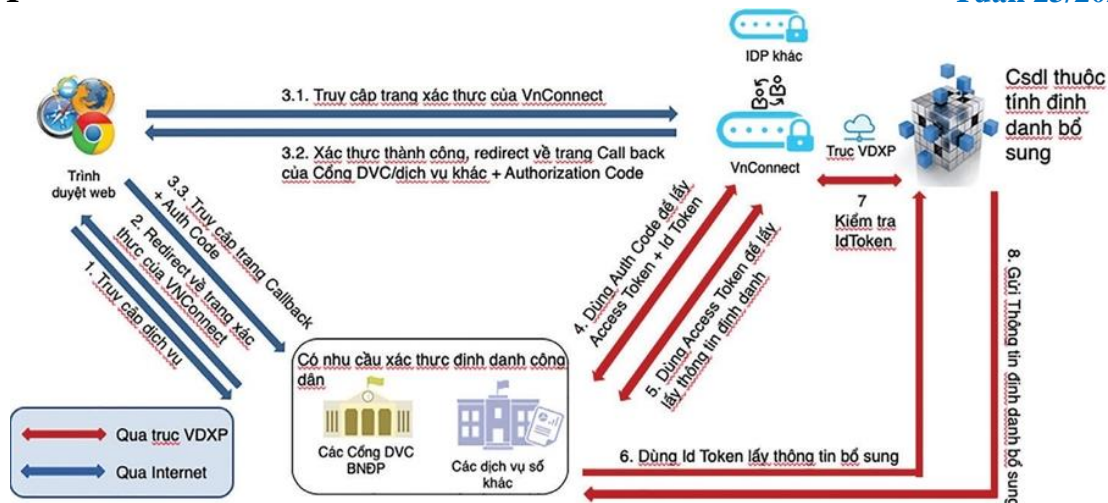 IDP khác
3.1. Truy cập trang xác thực của VnConnect
3.2. Xác thực thành công, redirect về trang Call back
của Cổng DVC/dịch vụ khác + Authorization Code
Trình
duyệt web
VnConnect
Trục VDXP
Csdl thuộc
tính định
danh bổ
sung
7
Kiểm tra
IdToken
3.3. Truy cập trang Callback
+ Auth Code
2. Redirect về trang xác
thực của VNConnect
1. Truy cập dịch vụ
4. Dùng Auth Code để lấy
Access Token + Id Token
5. Dùng Access Token để lấy
lấy thông tin định danh
8. Gửi Thông tin định danh bổ sung
Có nhu cầu xác thực định danh công
dân
Các Cổng DVC
BNĐP
Các dịch vụ số
khác
6. Dùng Id Token lấy thông tin bổ sung
Qua trục VDXP
Qua Internet